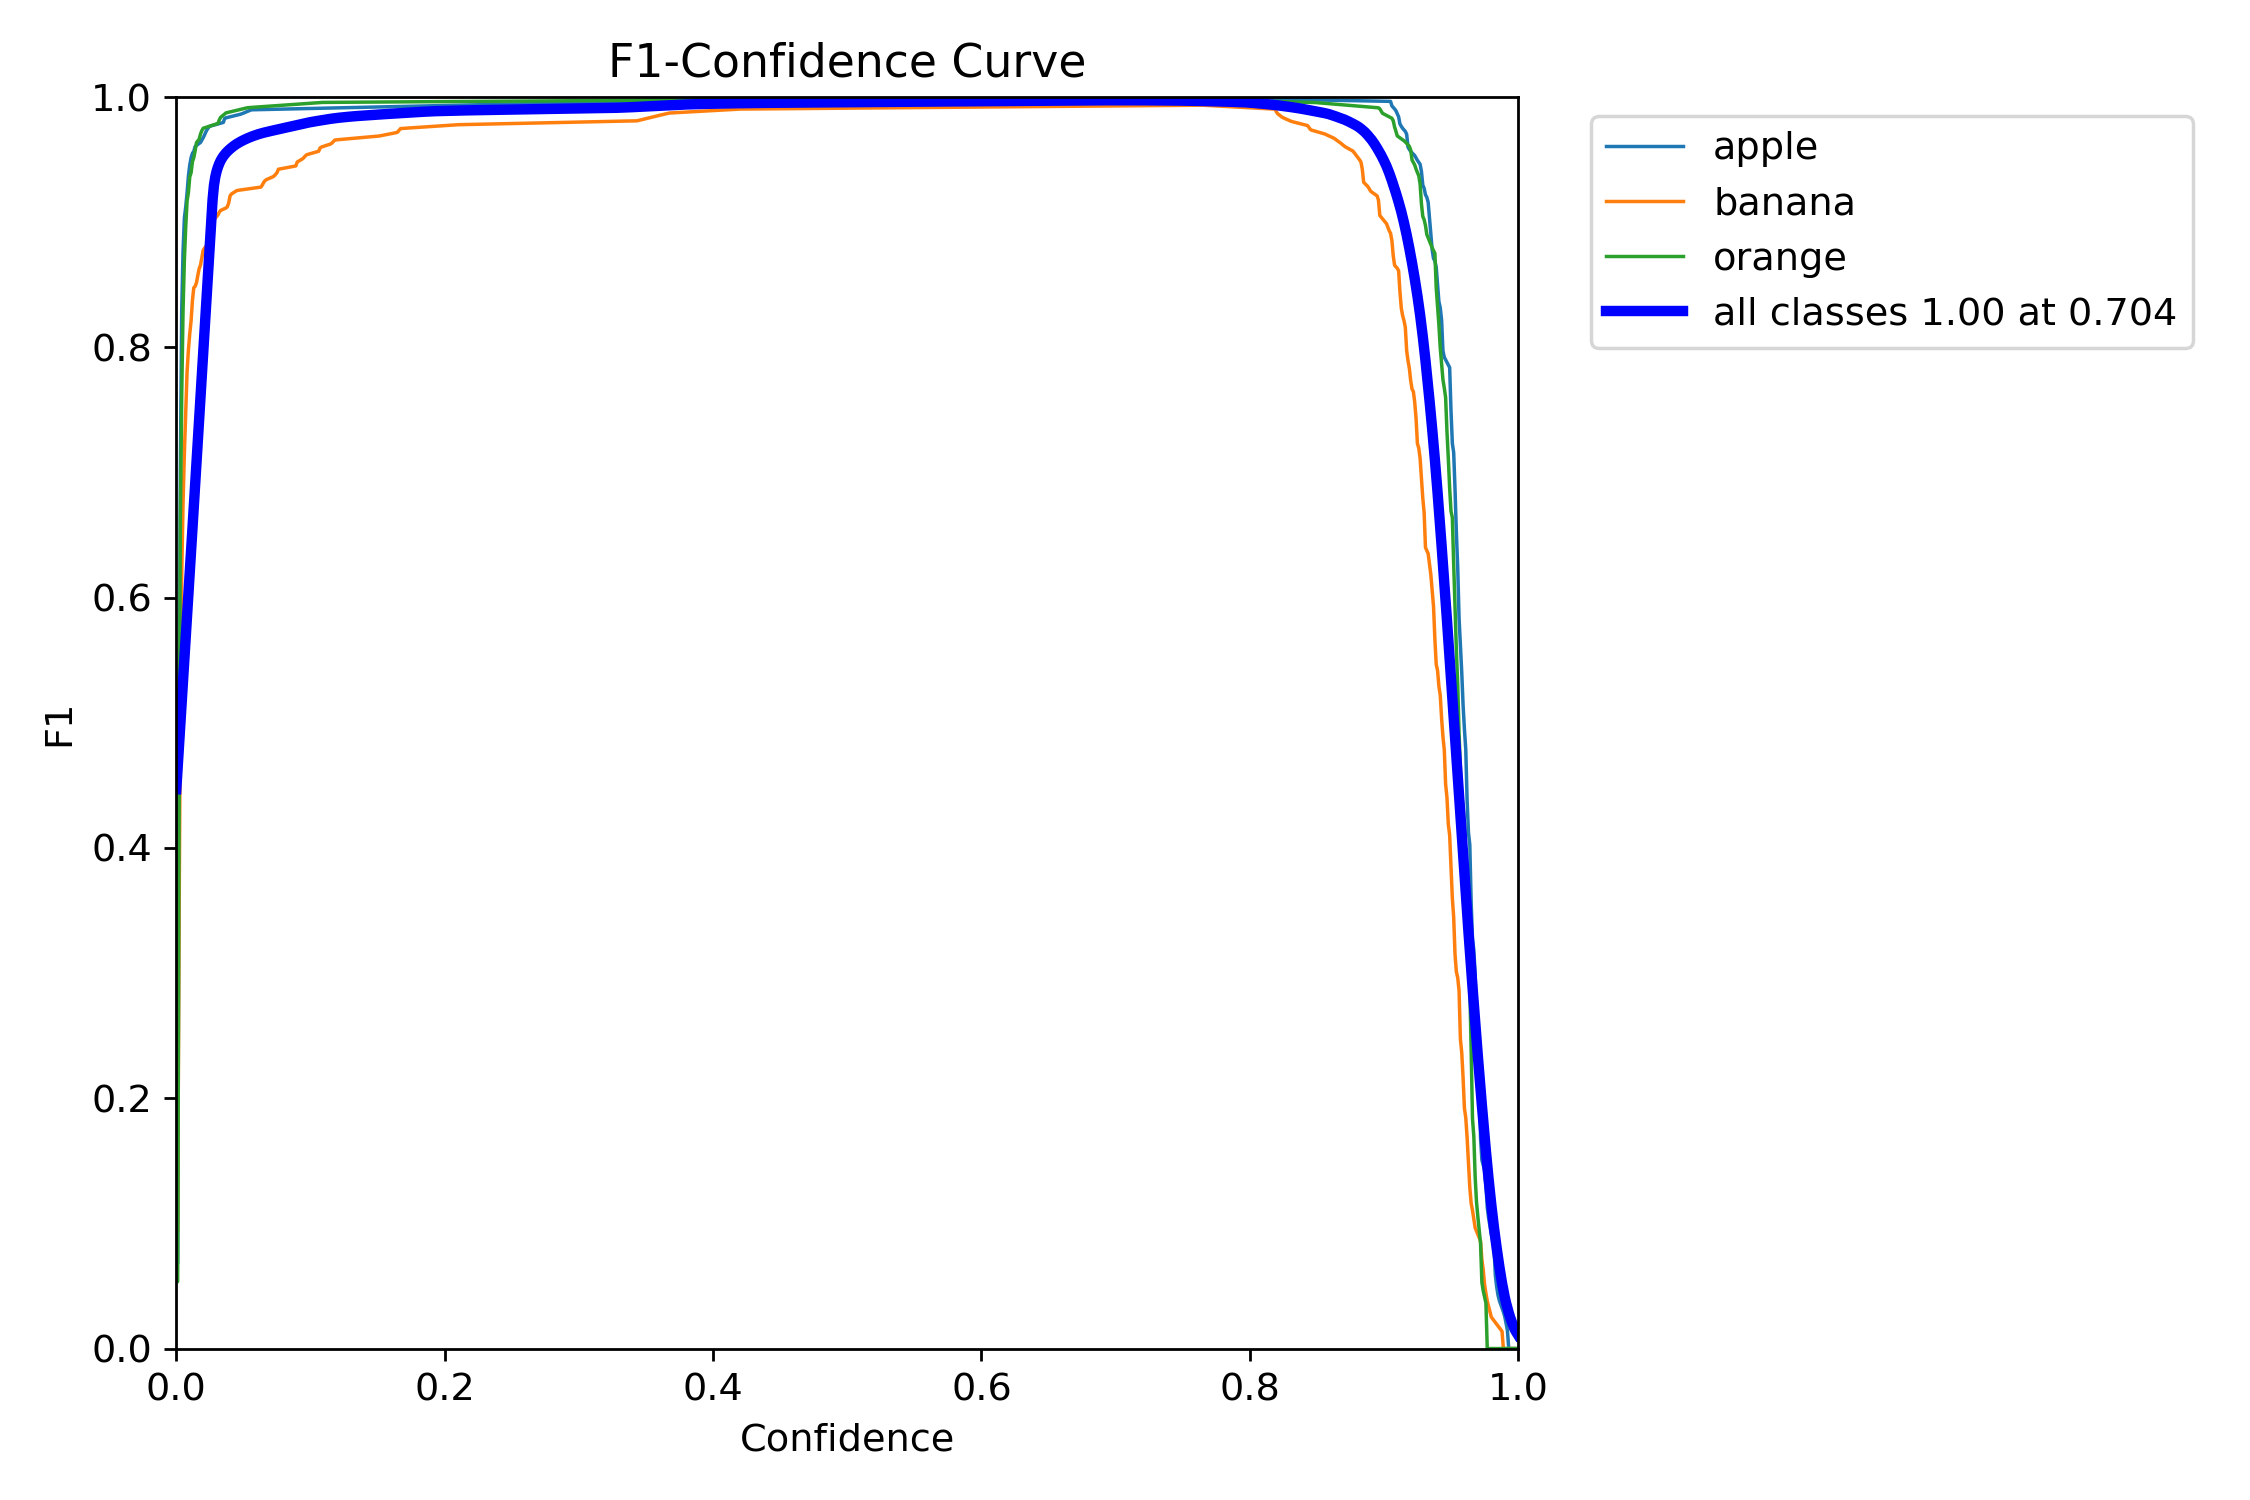 F1-Confidence Curve
1.0
0.8
0.6
0.4
0.2
0.0
F1
0.0 0.2 0.4 0.6 0.8 1.0
Confidence
apple
banana
orange
all classes 1.00 at 0.704